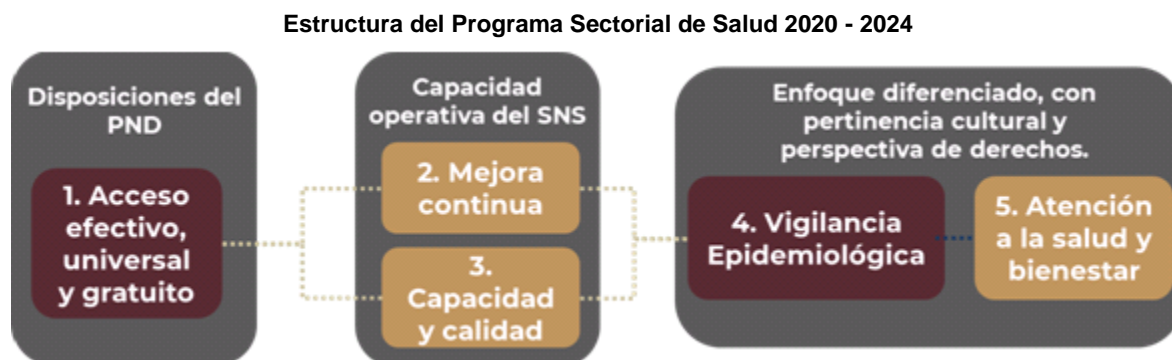 Estructura del Programa Sectorial de Salud 2020 - 2024
Disposiciones del
PND
1. Acceso
efectivo,
universal
y gratuito
Capacidad
operativa del SNS
2. Mejora
continua
3.
Capacidad
y calidad
Enfoque diferenciado, con
pertinencia cultural y
perspectiva de derechos.
4. Vigilancia
Epidemiológica
5. Atención
a la salud y
bienestar